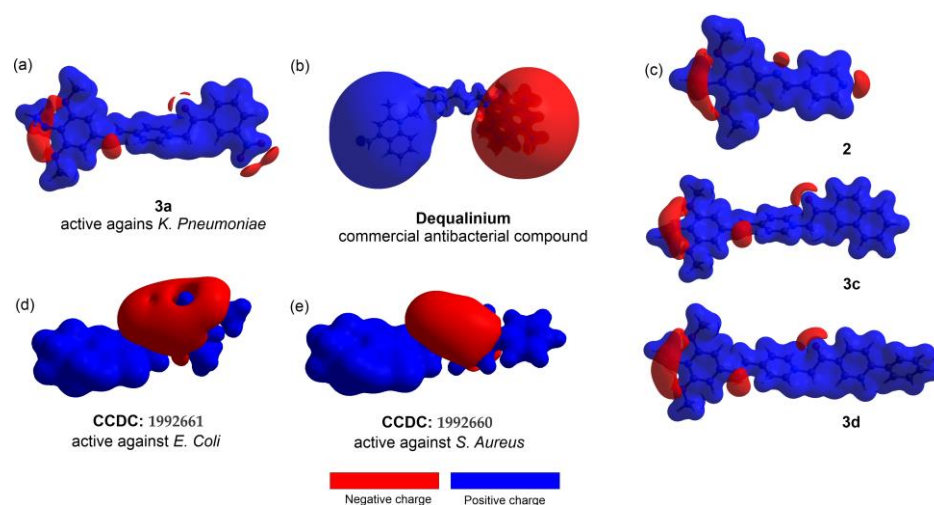 (a)
3a
active agains K. Pneumoniae
(b)
Dequalinium
commercial antibacterial compound
(c)
2
3c
3d
(d)
CCDC: 1992661
active against E. Coli
(e)
CCDC: 1992660
active against S. Aureus
Negative charge
Positive charge